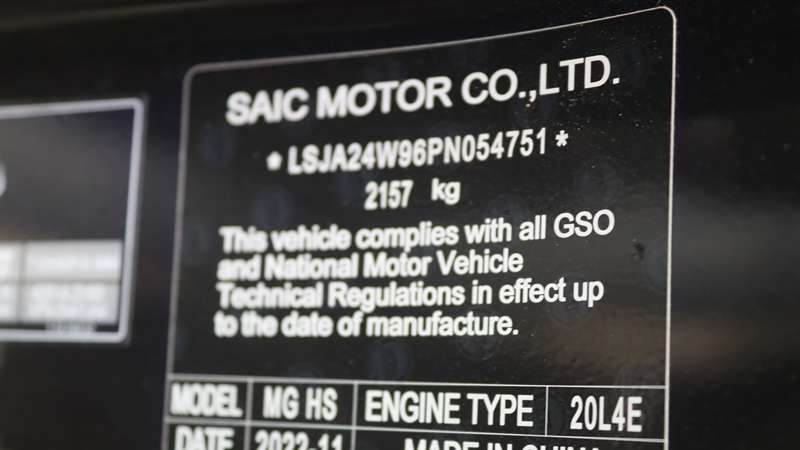 SAIC MOTOR CO.,LTD.
* LSJA24W96PN054751 *
2157 kg
This vehicle complies with all GSO
and National Motor Vehicle
Technical Regulations in effect up
to the date of manufacture.
MODEL MG HS ENGINE TYPE 20L4E
DATE 2022-11 MADE IN CHINA